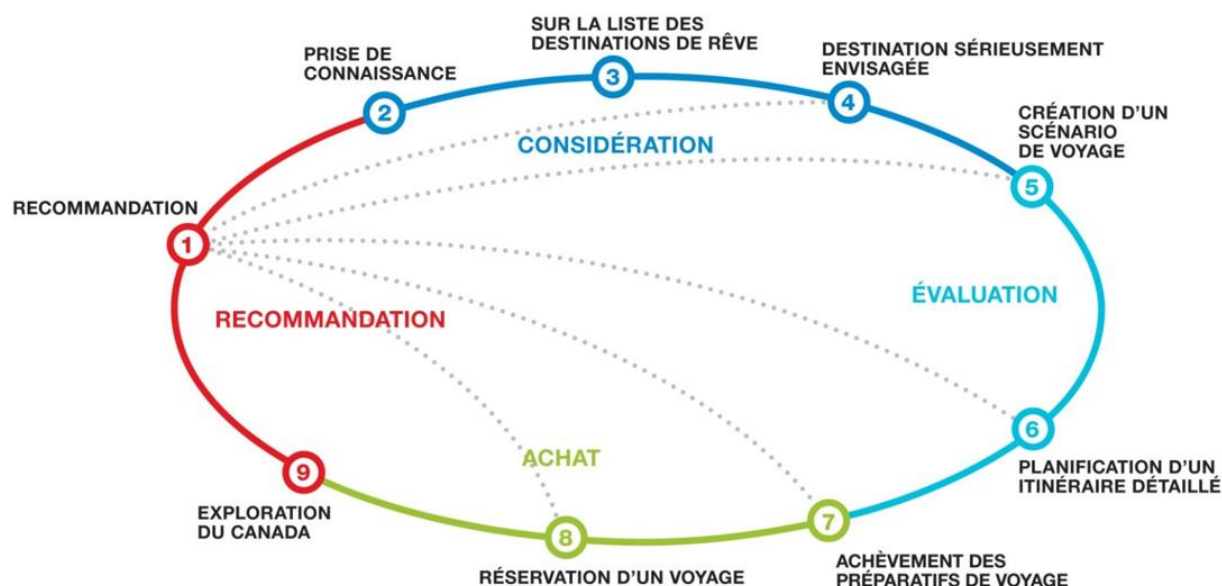 RECOMMANDATION
1
PRISE DE
CONNAISSANCE
2
SUR LA LISTE DES
DESTINATIONS DE RÊVE
3
DESTINATION SÉRIEUSEMENT
ENVISAGÉE
4
CRÉATION D'UN
SCÉNARIO
DE VOYAGE
5
CONSIDÉRATION
ÉVALUATION
RECOMMANDATION
ACHAT
6
PLANIFICATION D'UN
ITINÉRAIRE DÉTAILLÉ
7
ACHÈVEMENT DES
PRÉPARATIFS DE VOYAGE
8
RÉSERVATION D'UN VOYAGE
9
EXPLORATION
DU CANADA